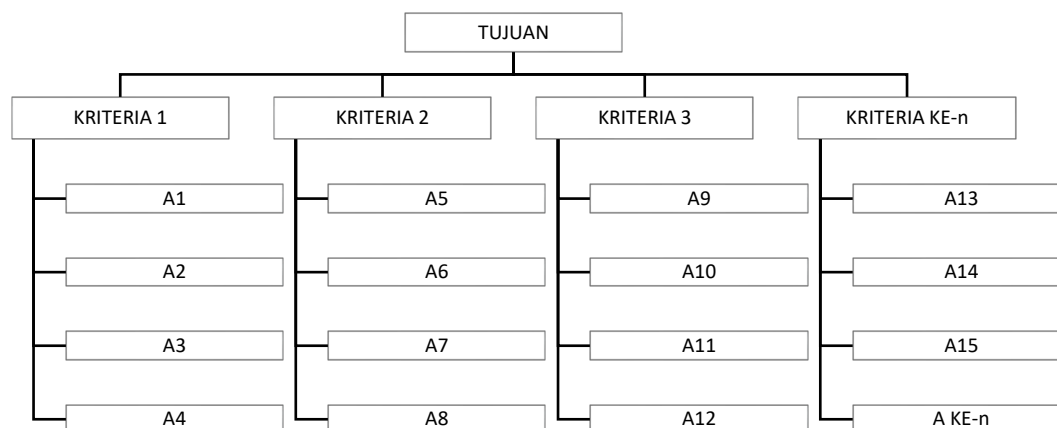 TUJUAN
KRITERIA 1
A1
A2
A3
A4
KRITERIA 2
A5
A6
A7
A8
KRITERIA 3
A9
A10
A11
A12
KRITERIA KE-n
A13
A14
A15
A KE-n